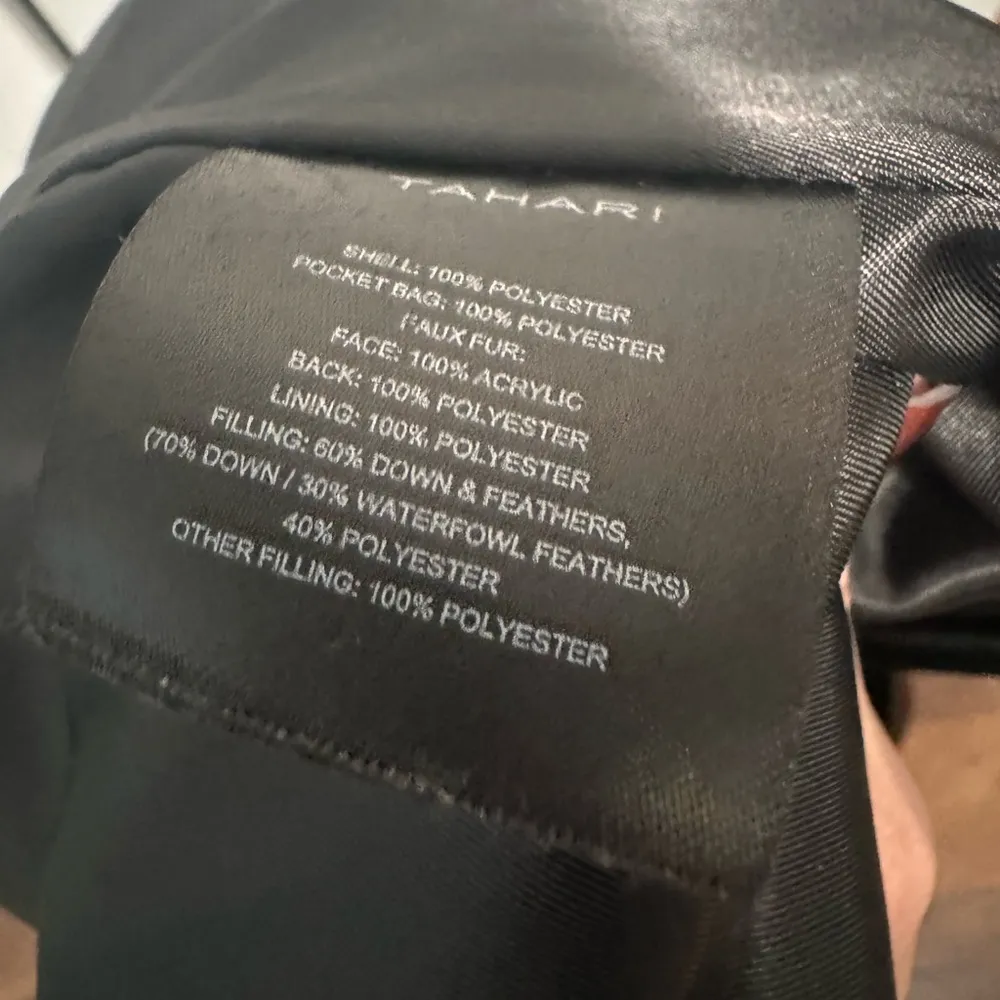 TAHARI
SHELL: 100% POLYESTER
POCKET BAG: 100% POLYESTER
FAUX FUR:
FACE: 100% ACRYLIC
BACK: 100% POLYESTER
LINING: 100% POLYESTER
FILLING: 60% DOWN & FEATHERS,
(70% DOWN / 30% WATERFOWL FEATHERS)
40% POLYESTER
OTHER FILLING: 100% POLYESTER